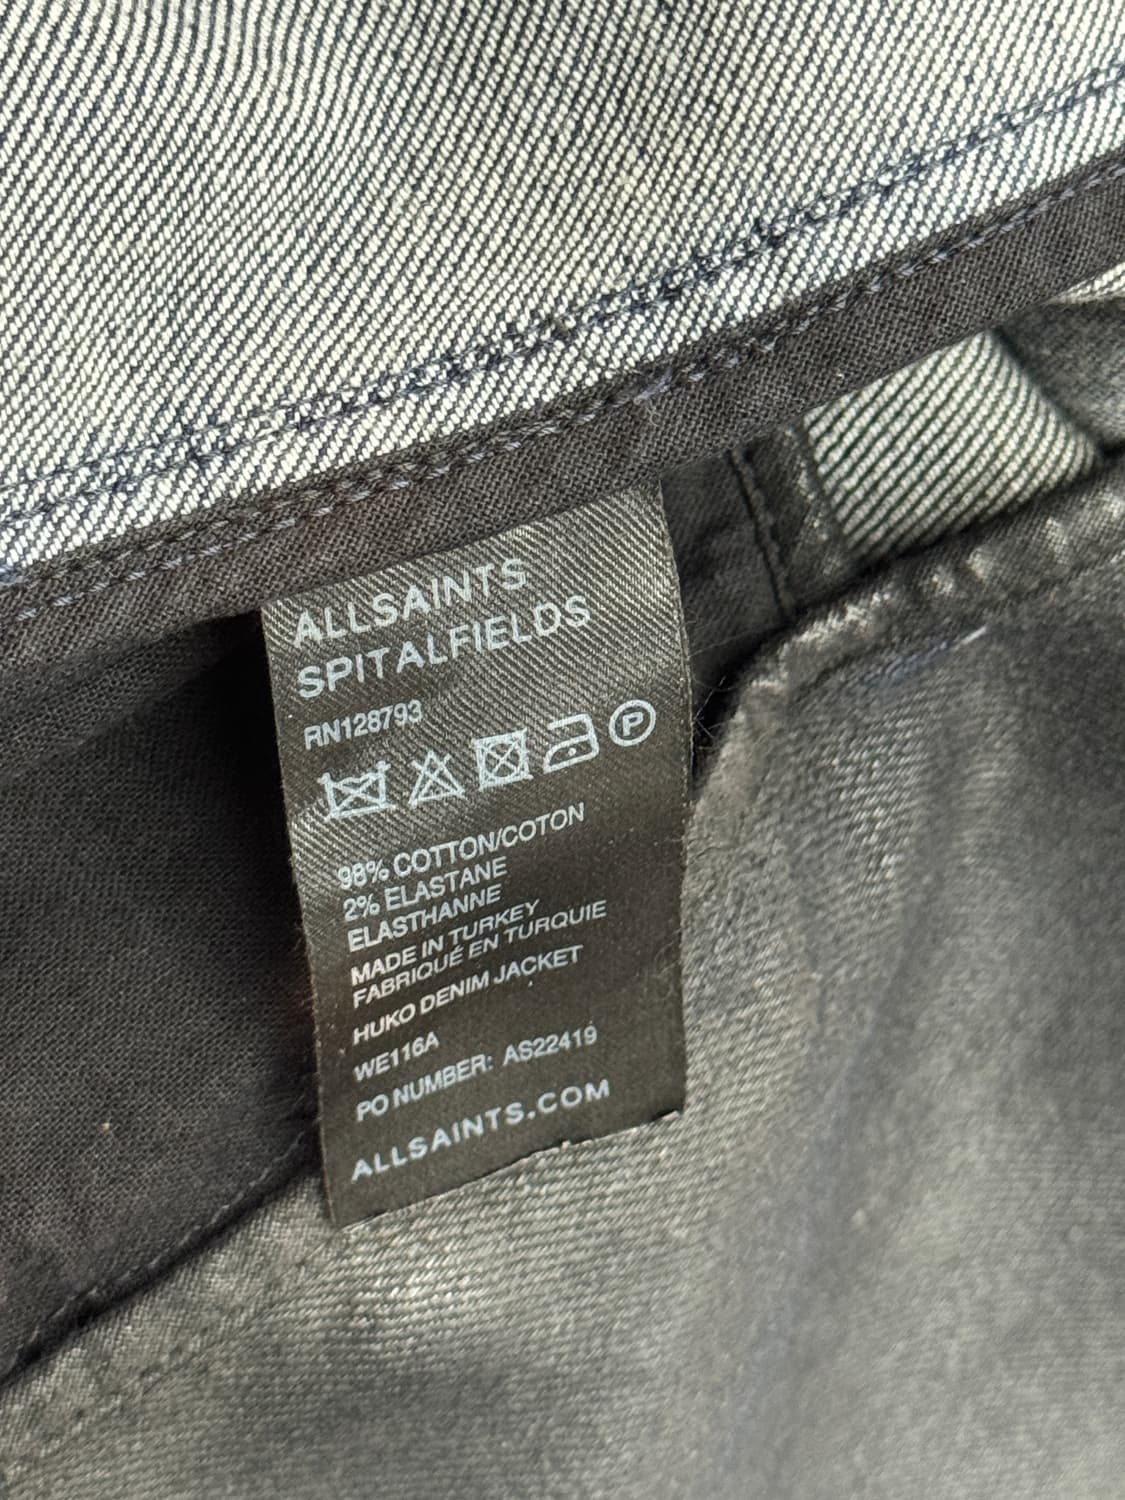 ALLSAINTS
SPITALFIELDS
RN128793
P
98% COTTON/COTON
2% ELASTANE
ELASTHANNE
MADE IN TURKEY
FABRIQUÉ EN TURQUIE
HUKO DENIM JACKET
WE116A
PO NUMBER: AS22419
ALLSAINTS.COM